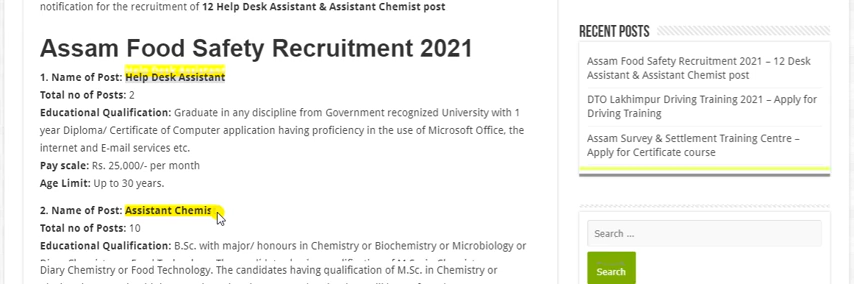 notification for the recruitment of 12 Help Desk Assistant & Assistant Chemist post
Assam Food Safety Recruitment 2021
1. Name of Post: Help Desk Assistant
Total no of Posts: 2
Educational Qualification: Graduate in any discipline from Government recognized University with 1
year Diploma/ Certificate of Computer application having proficiency in the use of Microsoft Office, the
internet and E-mail services etc.
Pay scale: Rs. 25,000/- per month
Age Limit: Up to 30 years.
2. Name of Post: Assistant Chemis
Total no of Posts: 10
Educational Qualification: B.Sc. with major/ honours in Chemistry or Biochemistry or Microbiology or
Diary Chemistry or Food Technology. The candidates having qualification of M.Sc. in Chemistry or
RECENT POSTS
Assam Food Safety Recruitment 2021 – 12 Desk
Assistant & Assistant Chemist post
DTO Lakhimpur Driving Training 2021 – Apply for
Driving Training
Assam Survey & Settlement Training Centre –
Apply for Certificate course
Search ...
Search